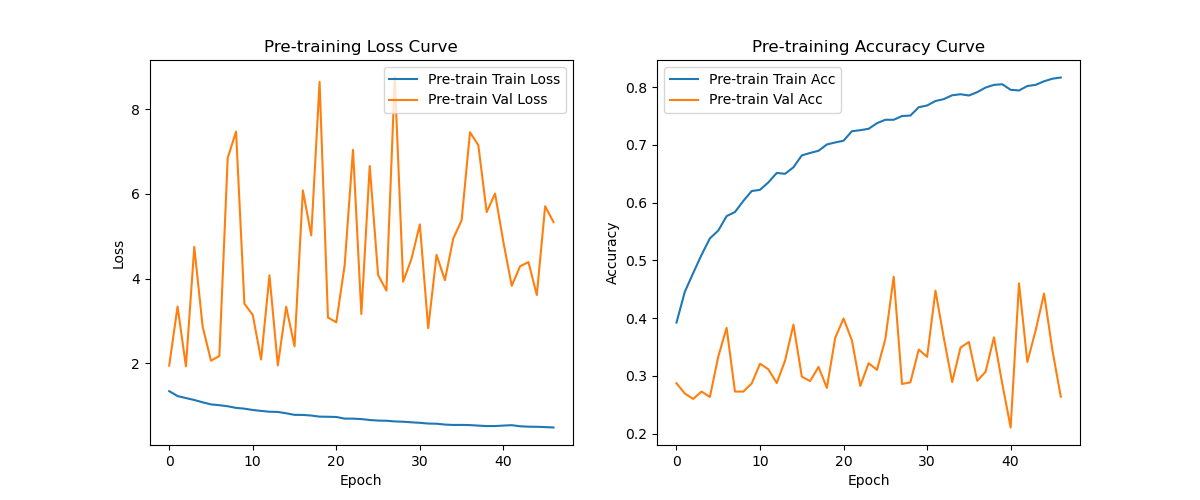 Pre-training Loss Curve
Loss
8
6
4
2
Pre-train Train Loss
Pre-train Val Loss
0
10
20
30
40
Epoch
Pre-training Accuracy Curve
Accuracy
0.8
0.7
0.6
0.5
0.4
0.3
0.2
Pre-train Train Acc
Pre-train Val Acc
0
10
20
30
40
Epoch